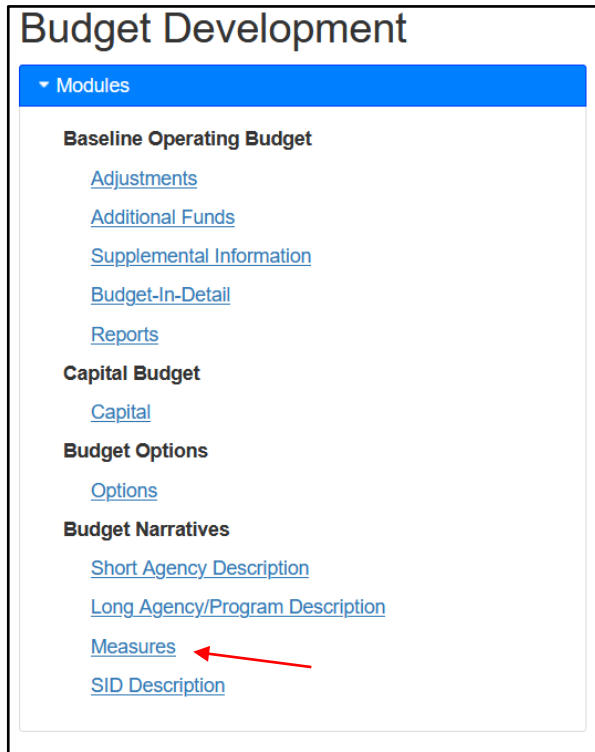 Budget Development
Modules
Baseline Operating Budget
Adjustments
Additional Funds
Supplemental Information
Budget-In-Detail
Reports
Capital Budget
Capital
Budget Options
Options
Budget Narratives
Short Agency Description
Long Agency/Program Description
Measures
SID Description